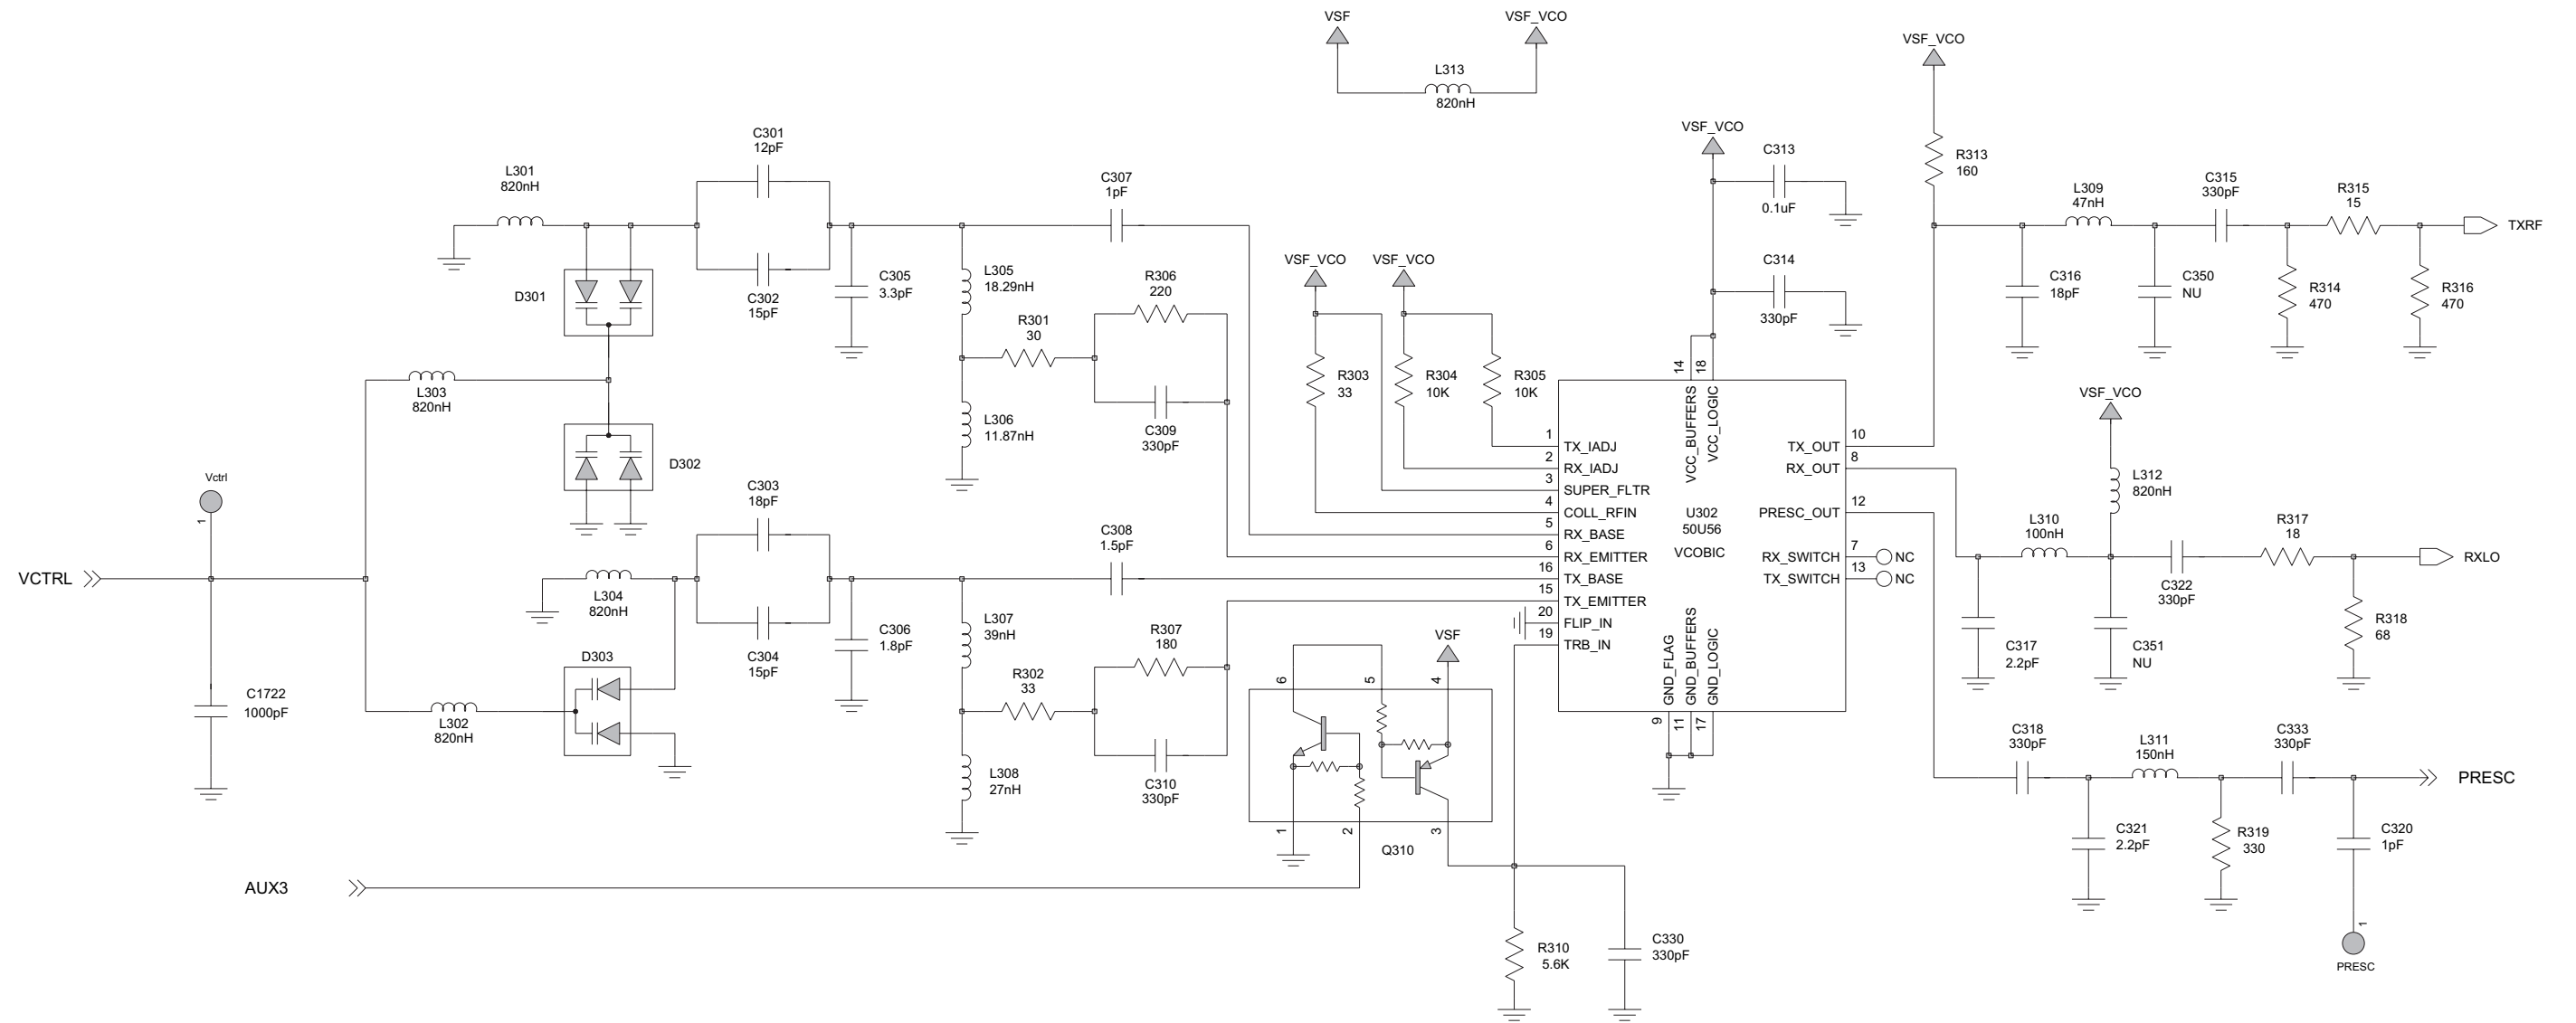 VSF
VSF_VCO
L313
820nH
VSF_VCO
R313
160
VSF_VCO
C313
0.1uF
C314
330pF
C301
12pF
L301
820nH
C302
15pF
C307
1pF
D301
C305
3.3pF
L305
18.29nH
R306
220
R301
30
C309
330pF
L306
11.87nH
L303
820nH
D302
VSF_VCO
VSF_VCO
R303
33
R304
10K
R305
10K
L309
47nH
C315
330pF
R315
15
TXRF
C316
18pF
C350
NU
R314
470
R316
470
14
18
VCC_BUFFERS
VCC_LOGIC
1
TX_IADJ
2
RX_IADJ
3
SUPER_FLTR
4
COLL_RFIN
5
RX_BASE
6
RX_EMITTER
16
TX_BASE
15
TX_EMITTER
20
FLIP_IN
19
TRB_IN
U302
50U56
VCOBIC
TX_OUT
10
RX_OUT
8
PRESC_OUT
12
RX_SWITCH
7
NC
TX_SWITCH
13
NC
GND_FLAG
GND_BUFFERS
GND_LOGIC
9
11
17
VSF_VCO
L312
820nH
L310
100nH
C322
330pF
R317
18
RXLO
C317
2.2pF
C351
NU
R318
68
Vctrl
1
VCTRL
C1722
1000pF
C303
18pF
L304
820nH
C304
15pF
D303
L302
820nH
C308
1.5pF
C306
1.8pF
L307
39nH
R307
180
R302
33
C310
330pF
L308
27nH
VSF
6
5
4
1
2
3
Q310
AUX3
R310
5.6K
C330
330pF
C318
330pF
L311
150nH
C333
330pF
PRESC
C321
2.2pF
R319
330
C320
1pF
1
PRESC